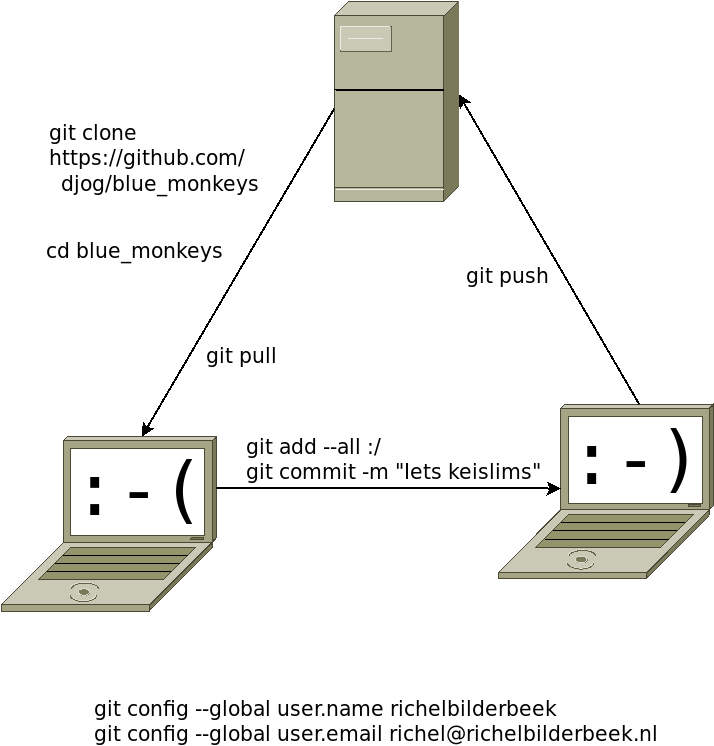 git clone
https://github.com/
djog/blue_monkeys
cd blue_monkeys
git push
git pull
git add --all :/
git commit -m "lets keislims"
:-(
:-)
git config --global user.name richelbilderbeek
git config --global user.email richel@richelbilderbeek.nl